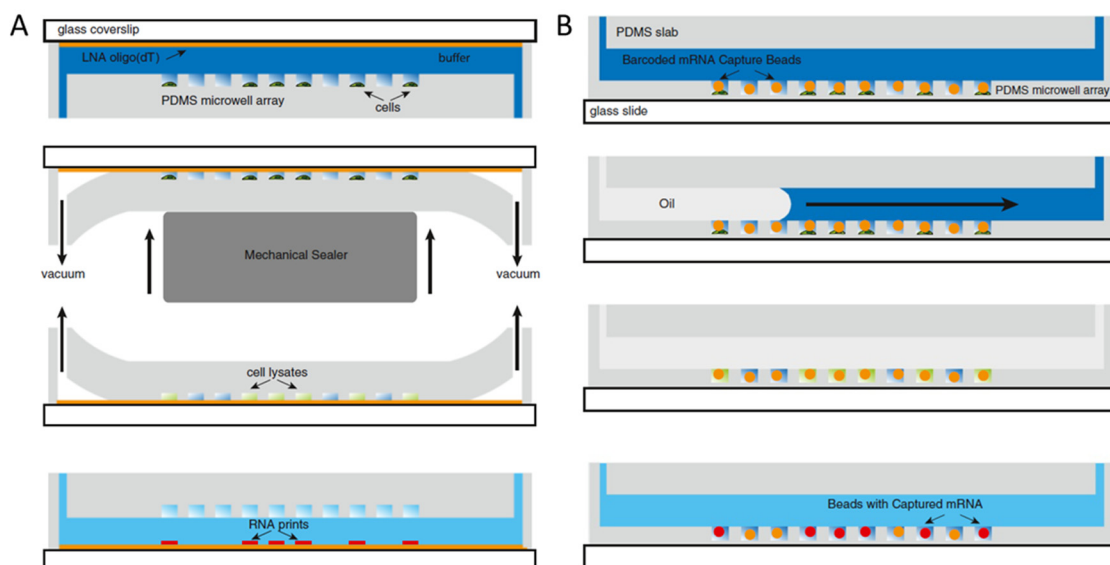 A
glass coverslip
LNA oligo(dT)
buffer
PDMS microwell array
cells
vacuum
Mechanical Sealer
vacuum
cell lysates
RNA prints
B
PDMS slab
Barcoded mRNA Capture Beads
PDMS microwell array
glass slide
Oil
Beads with Captured mRNA